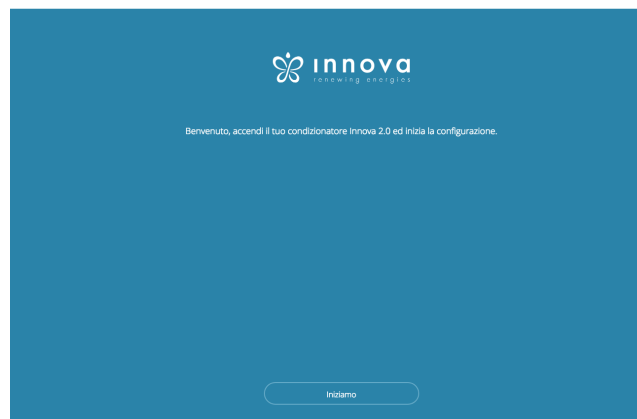 innova
renewing energies
Benvenuto, accendi il tuo condizionatore Innova 2.0 ed inizia la configurazione.
Iniziamo